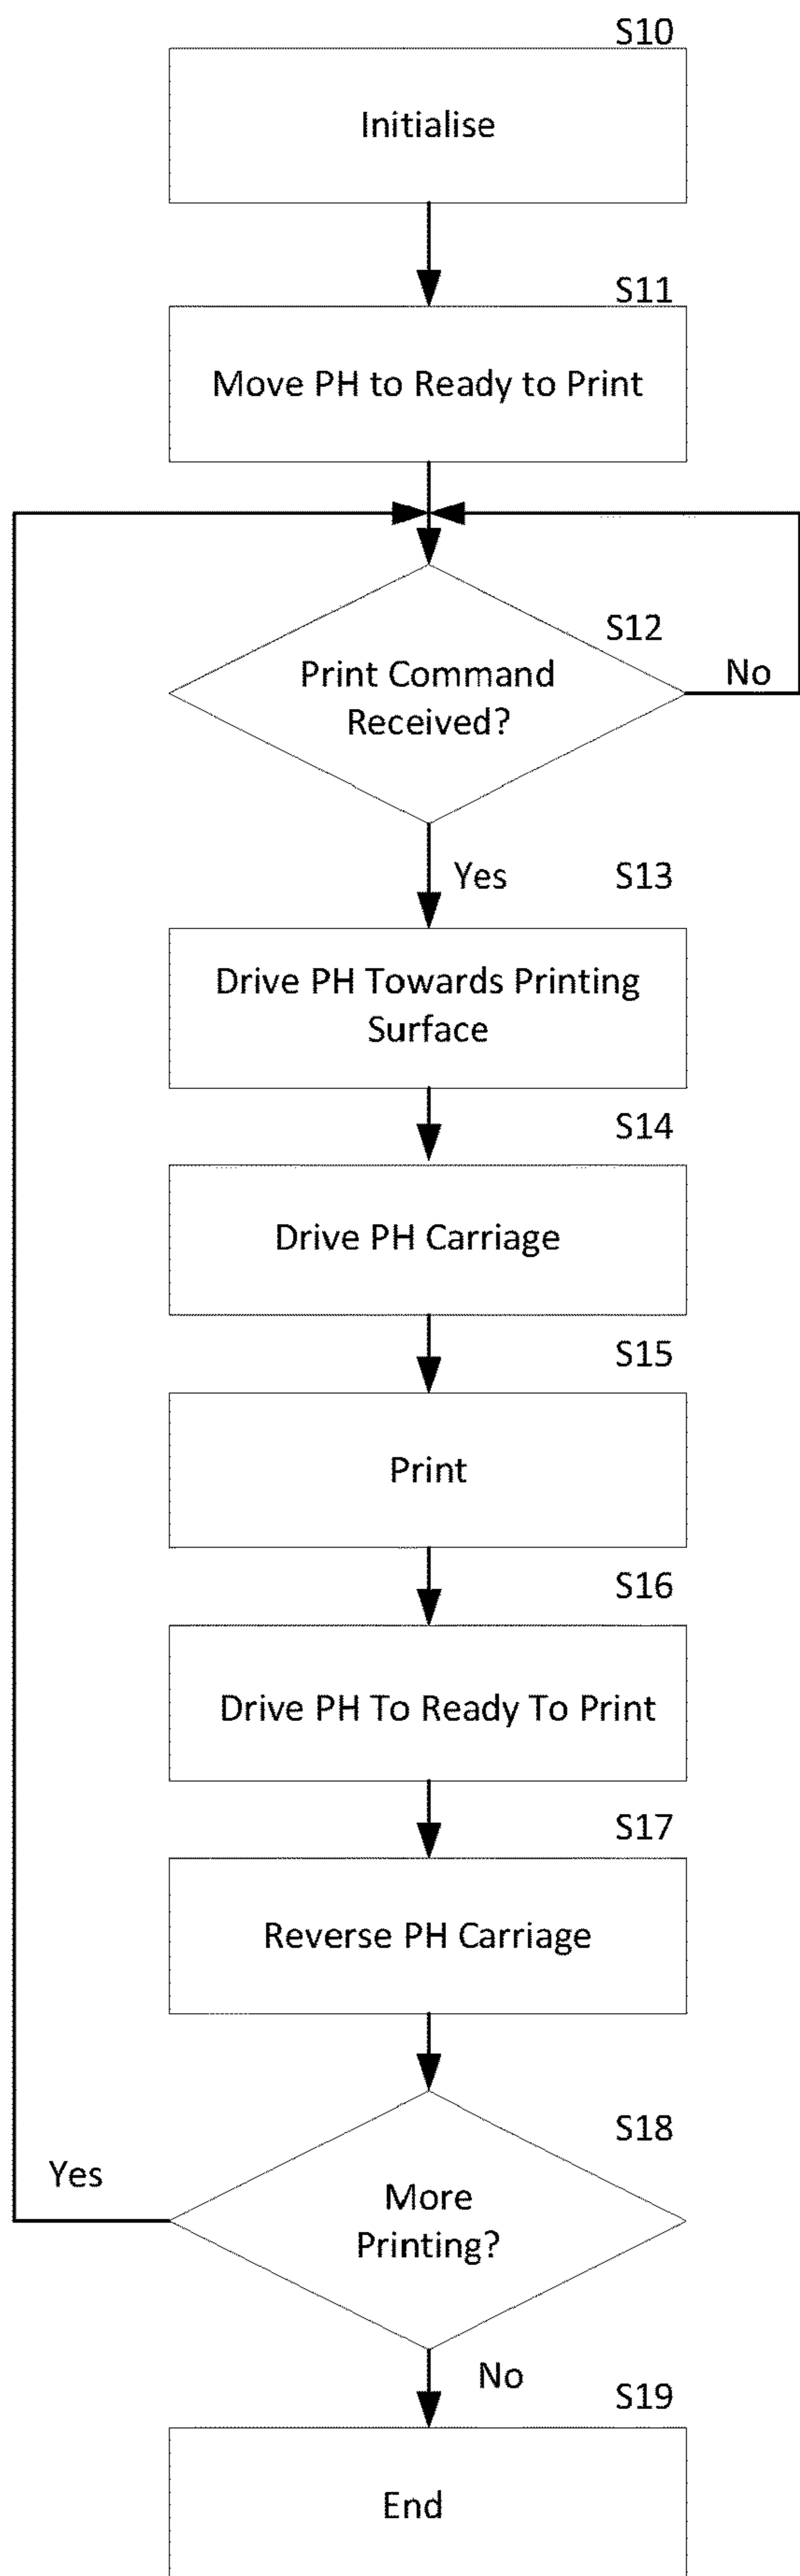 S10
Initialise
S11
Move PH to Ready to Print
S12
Print Command
Received?
No
Yes
S13
Drive PH Towards Printing
Surface
S14
Drive PH Carriage
S15
Print
S16
Drive PH To Ready To Print
S17
Reverse PH Carriage
S18
Yes
More
Printing?
No
S19
End